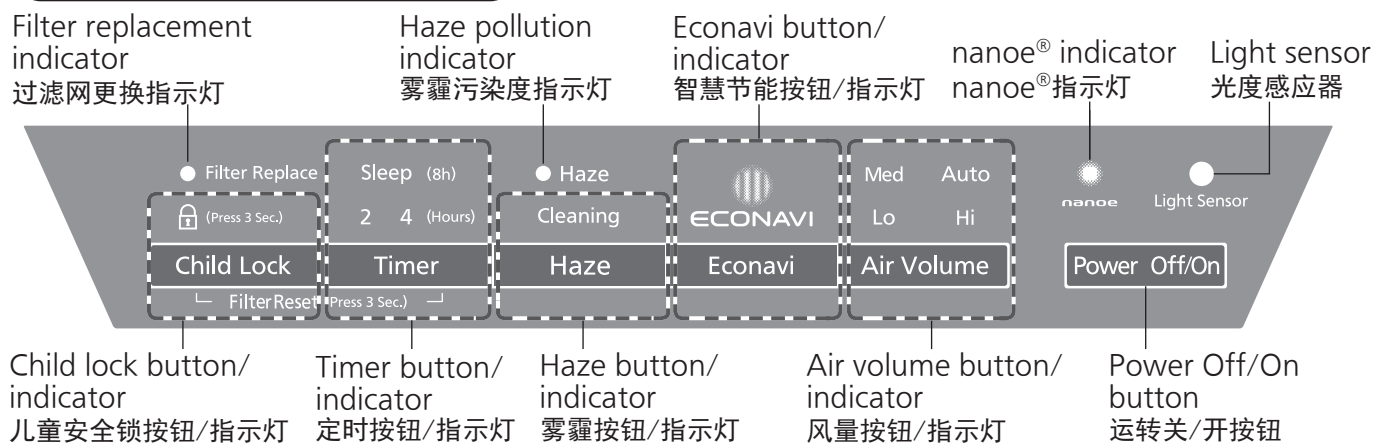 Filter replacement
indicator
过滤网更换指示灯
Haze pollution
indicator
雾霾污染度指示灯
Econavi button/
indicator
智慧节能按钮/指示灯
nanoe® indicator
nanoe®指示灯
Light sensor
光度感应器
Filter Replace
Sleep (8h)
Haze
Med Auto
(Press 3 Sec.)
2 4 (Hours)
Cleaning
ECONAVI
Lo Hi
nanoe
Light Sensor
Child Lock
Timer
Haze
Econavi
Air Volume
Power Off/On
Filter Reset Press 3 Sec.)
Child lock button/
indicator
儿童安全锁按钮/指示灯
Timer button/
indicator
定时按钮/指示灯
Haze button/
indicator
雾霾按钮/指示灯
Air volume button/
indicator
风量按钮/指示灯
Power Off/On
button
运转关/开按钮